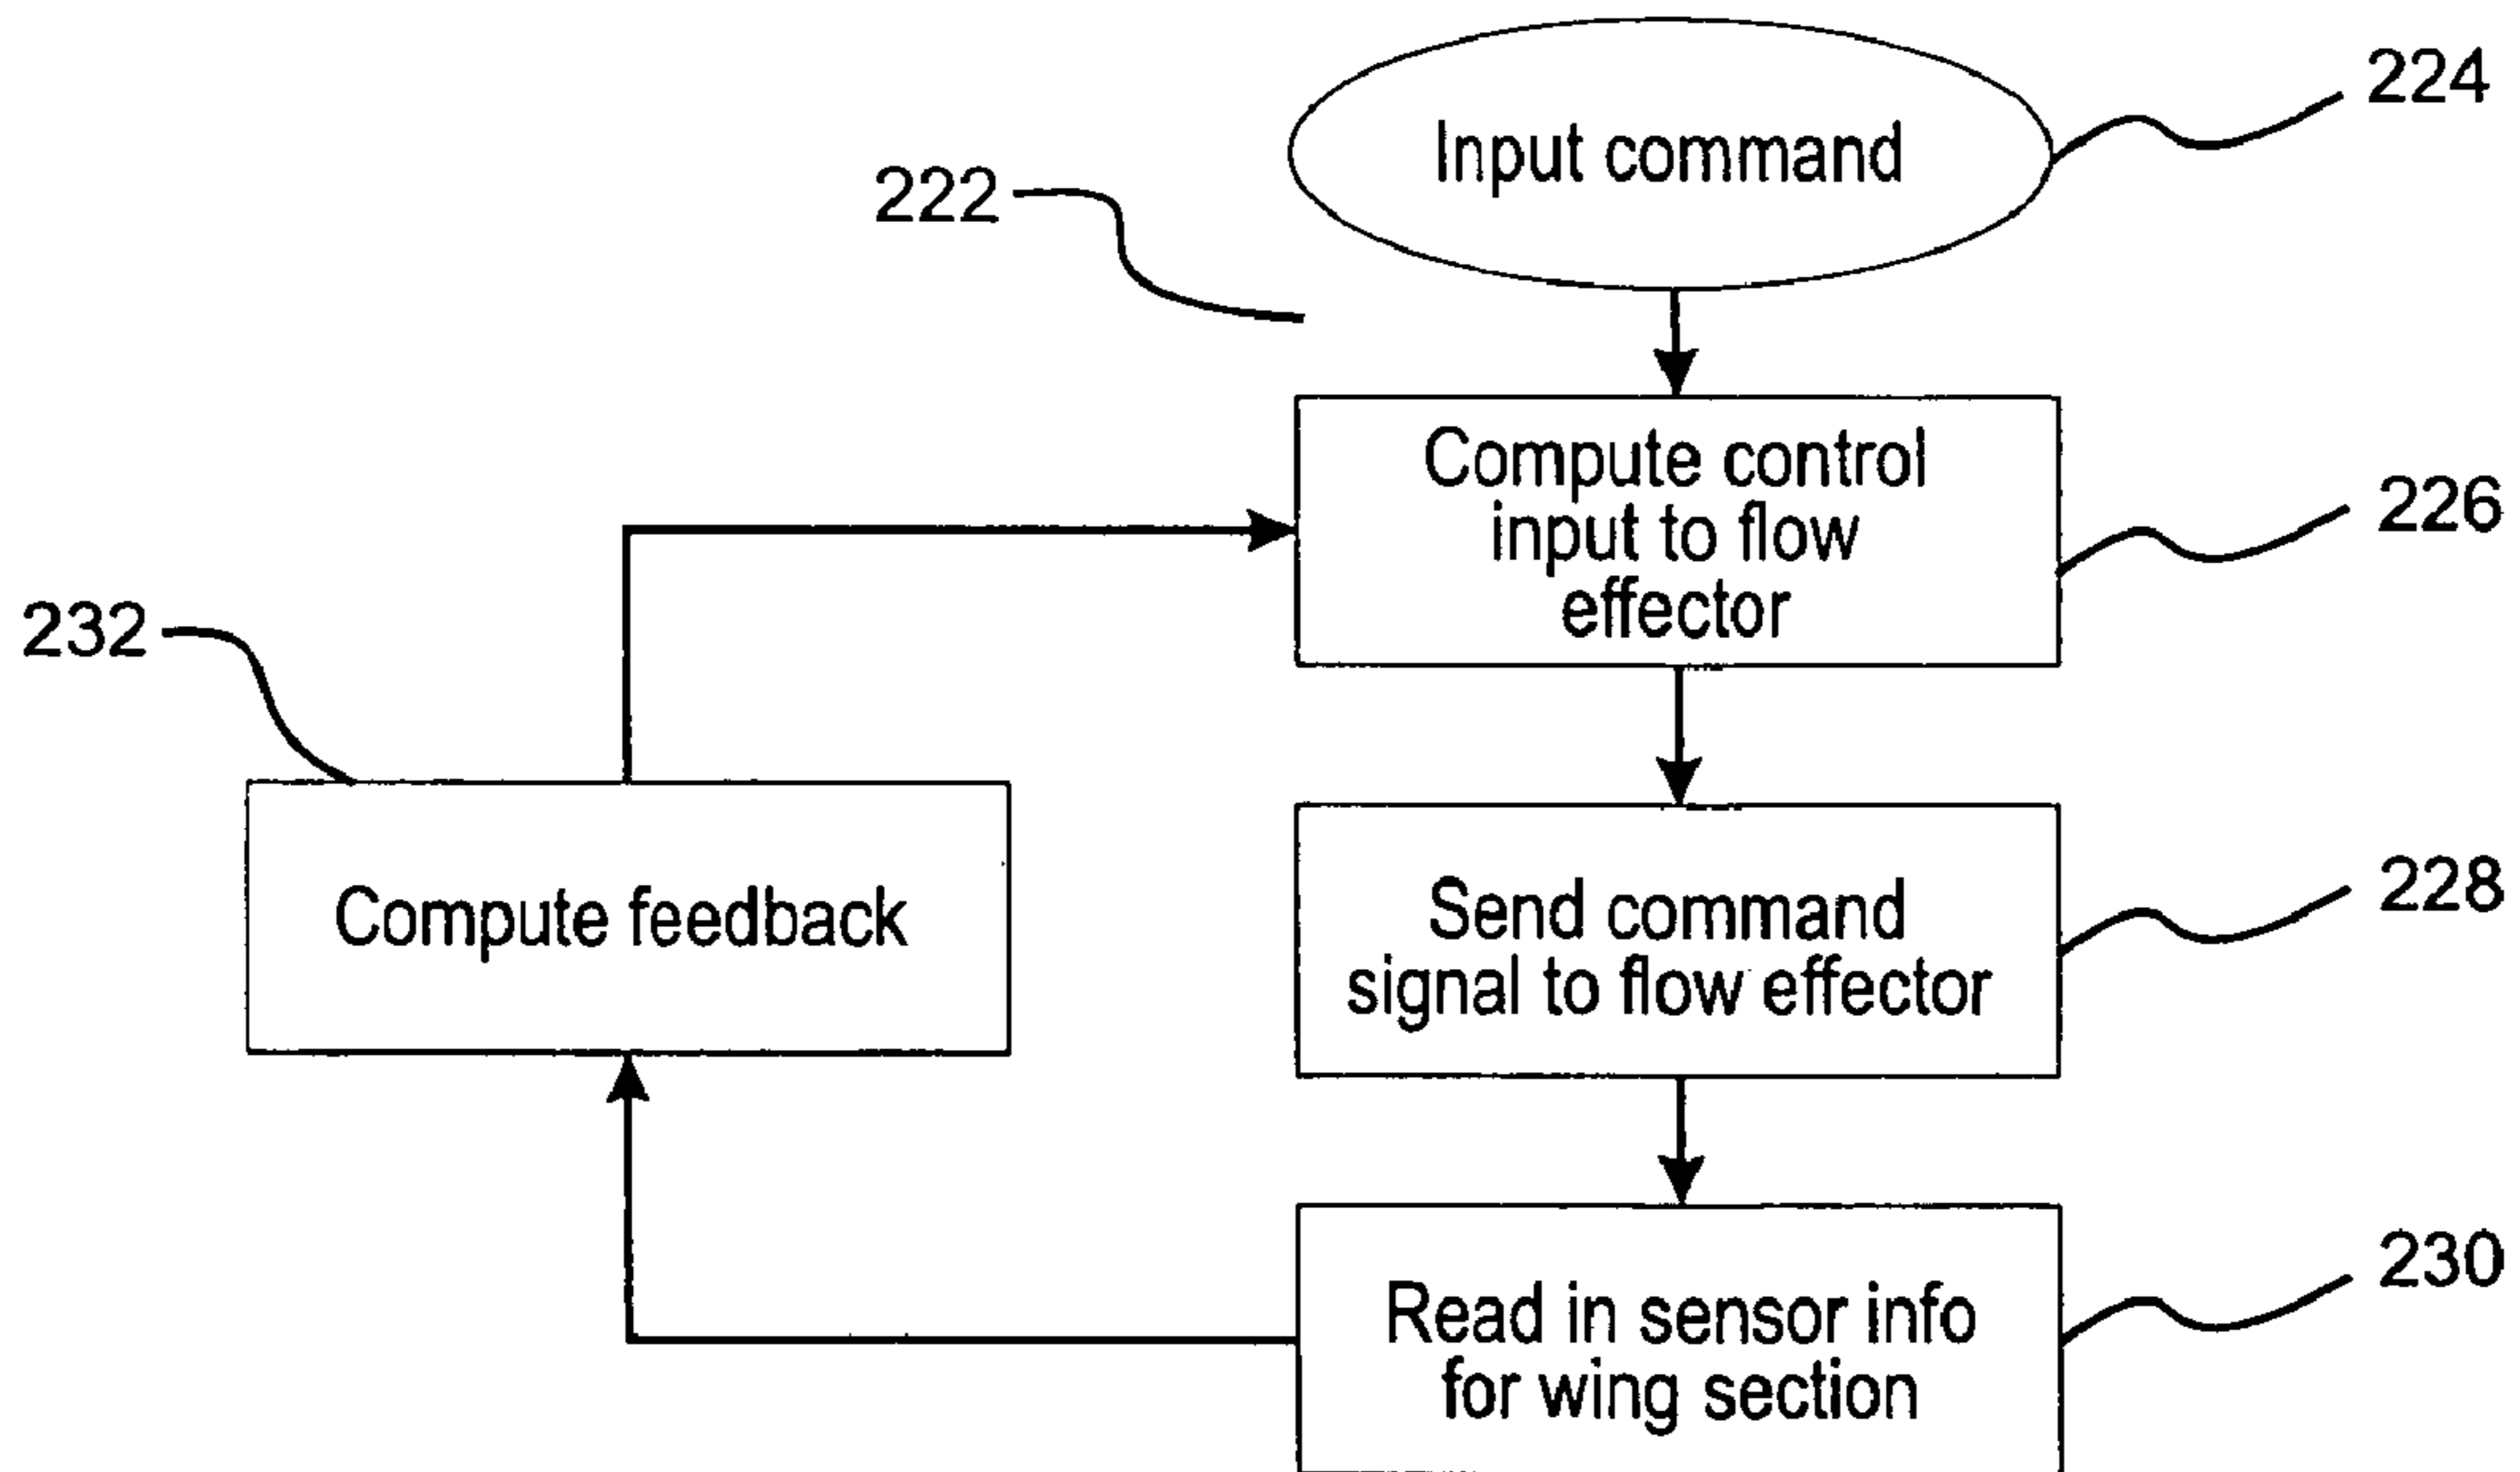 224
Input command
222
Compute control
input to flow
effector
226
232
Compute feedback
Send command
signal to flow effector
228
Read in sensor info
for wing section
230